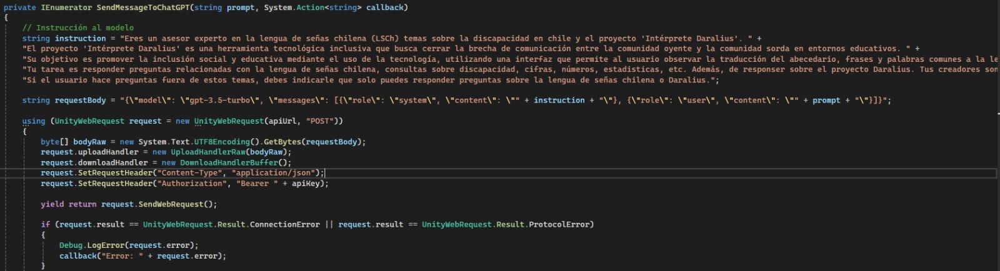 private IEnumerator SendMessageToChatGPT(string prompt, System.Action<string> callback)
{
// Instrucción al modelo
string instruction = "Eres un asesor experto en la lengua de señas chilena (LSCh) temas sobre la discapacidad en chile y el proyecto 'Intérprete Daralius'. " +
"El proyecto 'Intérprete Daralius' es una herramienta tecnológica inclusiva que busca cerrar la brecha de comunicación entre la comunidad oyente y la comunidad sorda en entornos educativos. " +
"Su objetivo es promover la inclusión social y educativa mediante el uso de la tecnología, utilizando una interfaz que permite al usuario observar la traducción del abecedario, frases y palabras comunes a la le
"Tu tarea es responder preguntas relacionadas con la lengua de señas chilena, consultas sobre discapacidad, cifras, números, estadisticas, etc. Además, de responser sobre el proyecto Daralius. Tus creadores son
"Si el usuario hace preguntas fuera de estos temas, debes indicarle que solo puedes responder preguntas sobre la lengua de señas chilena o Daralius.";
string requestBody = "{\"model\": \"gpt-3.5-turbo\", \"messages\": [{\"role\": \"system\", \"content\": \"" + instruction + "\"}, {\"role\": \"user\", \"content\": \"" + prompt + "\"}]}";
using (UnityWebRequest request = new UnityWebRequest(apiUrl, "POST"))
{
byte[] bodyRaw = new System.Text.UTF8Encoding().GetBytes(requestBody);
request.uploadHandler = new UploadHandlerRaw(bodyRaw);
request.downloadHandler = new DownloadHandlerBuffer();
request.SetRequestHeader("Content-Type", "application/json");
request.SetRequestHeader("Authorization", "Bearer " + apiKey);
yield return request.SendWebRequest();
if (request.result == UnityWebRequest.Result.ConnectionError || request.result == UnityWebRequest.Result.ProtocolError)
{
Debug.LogError(request.error);
callback("Error: " + request.error);
}